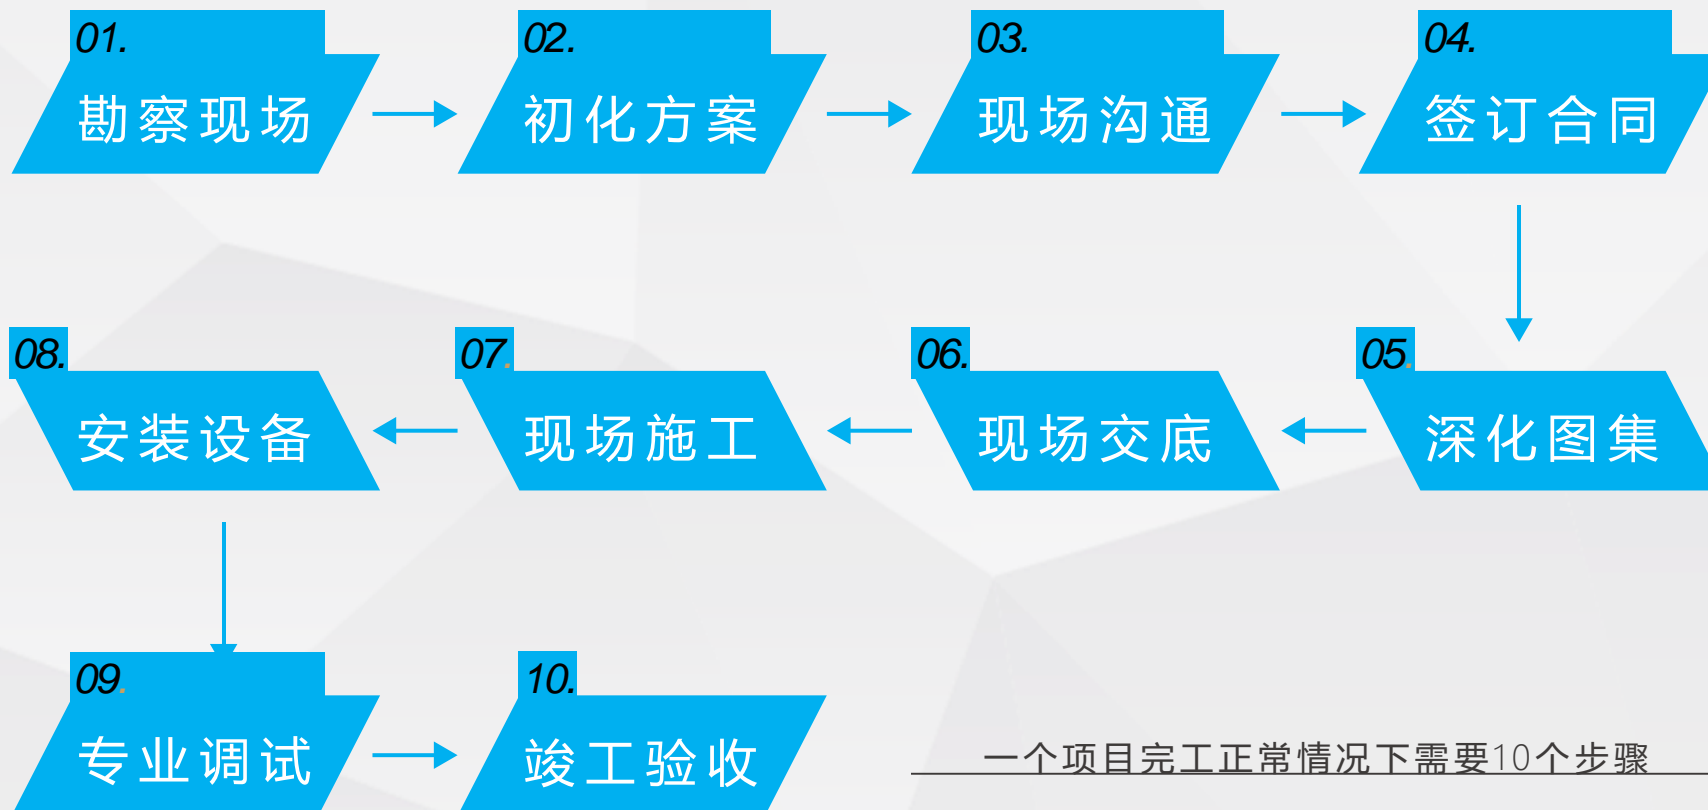 01.
勘察现场
02.
初化方案
03.
现场沟通
04.
签订合同
05.
深化图集
06.
现场交底
07.
现场施工
08.
安装设备
09.
专业调试
10.
竣工验收
一个项目完工正常情况下需要10个步骤